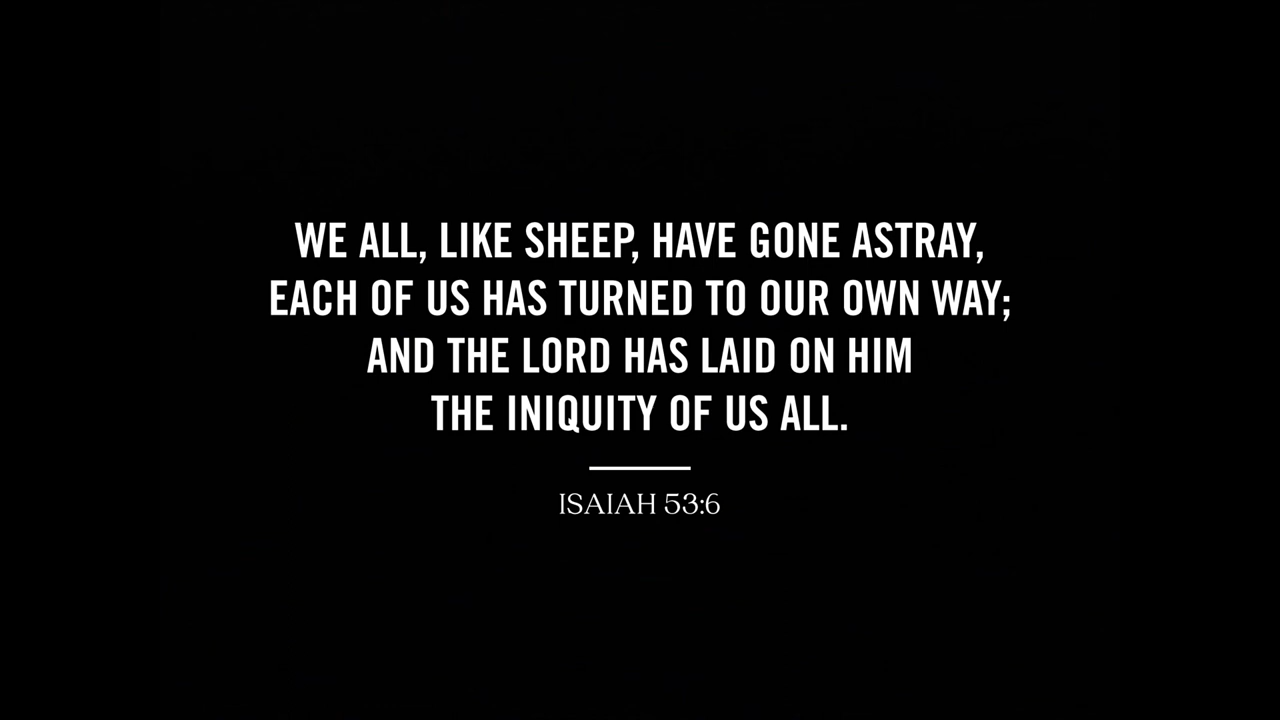 WE ALL, LIKE SHEEP, HAVE GONE ASTRAY,
EACH OF US HAS TURNED TO OUR OWN WAY;
AND THE LORD HAS LAID ON HIM
THE INIQUITY OF US ALL.
ISAIAH 53:6